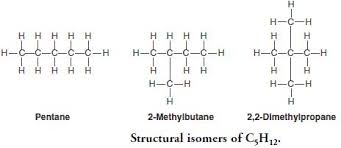 H
H-C-H
H H H H H H H H H H H
H-C-C-C-C-C-H H-C-C-C-C-H H-C-C-C-H
H H H H H H H H H H
H-C-H H-C-H
H H
Pentane 2-Methylbutane 2,2-Dimethylpropane
Structural isomers of C₅H₁₂.